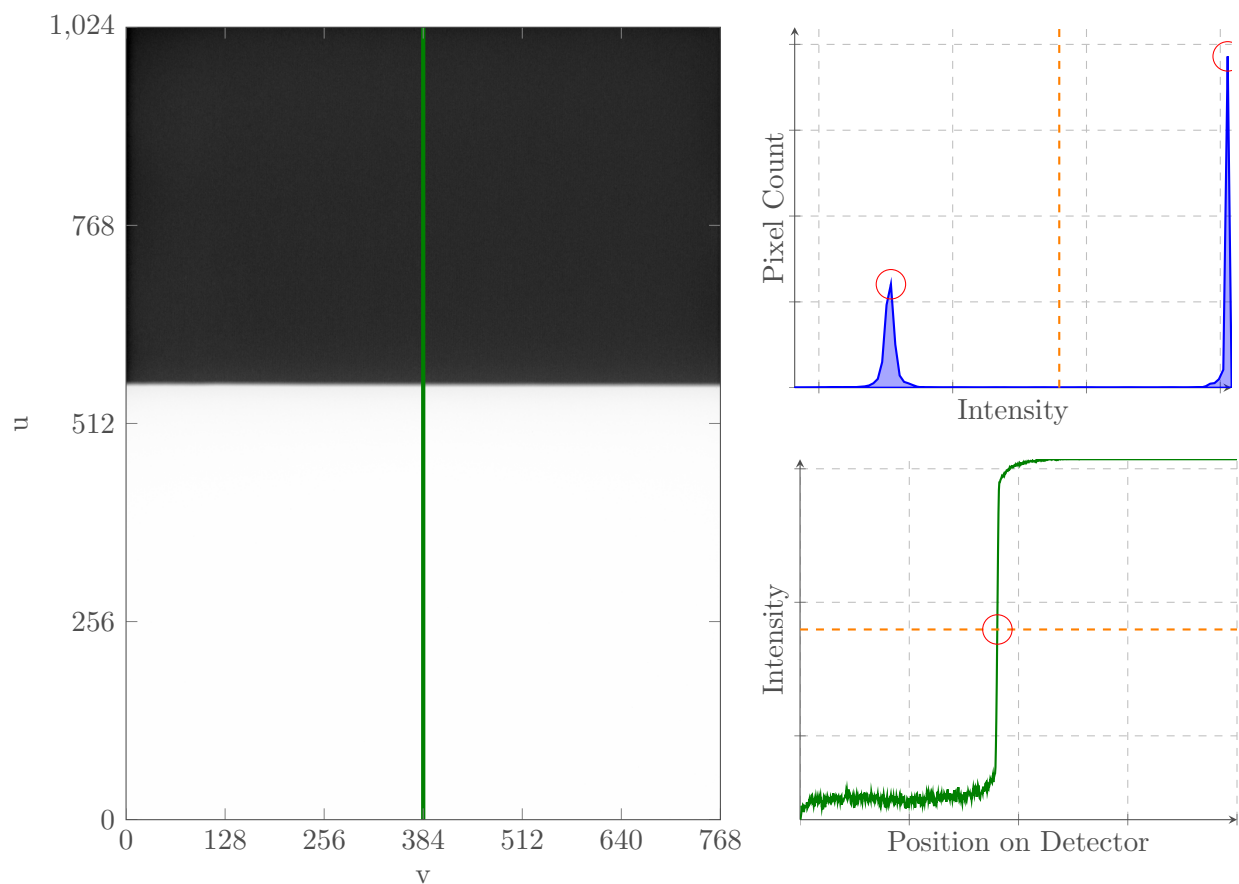 1,024
768
512
256
0
u
0 128 256 384 512 640 768
v
Pixel Count
Intensity
Intensity
Position on Detector